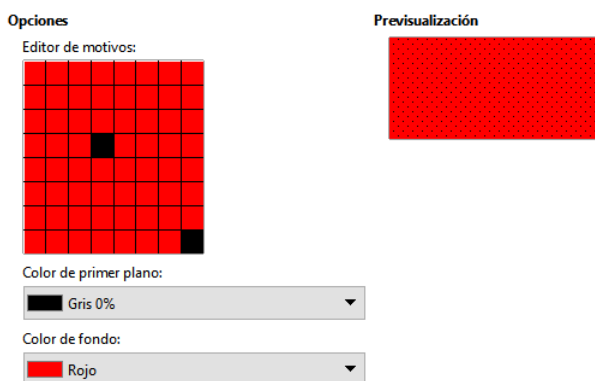 Opciones
Editor de motivos:
Color de primer plano:
Gris 0%
Color de fondo:
Rojo
Previsualización